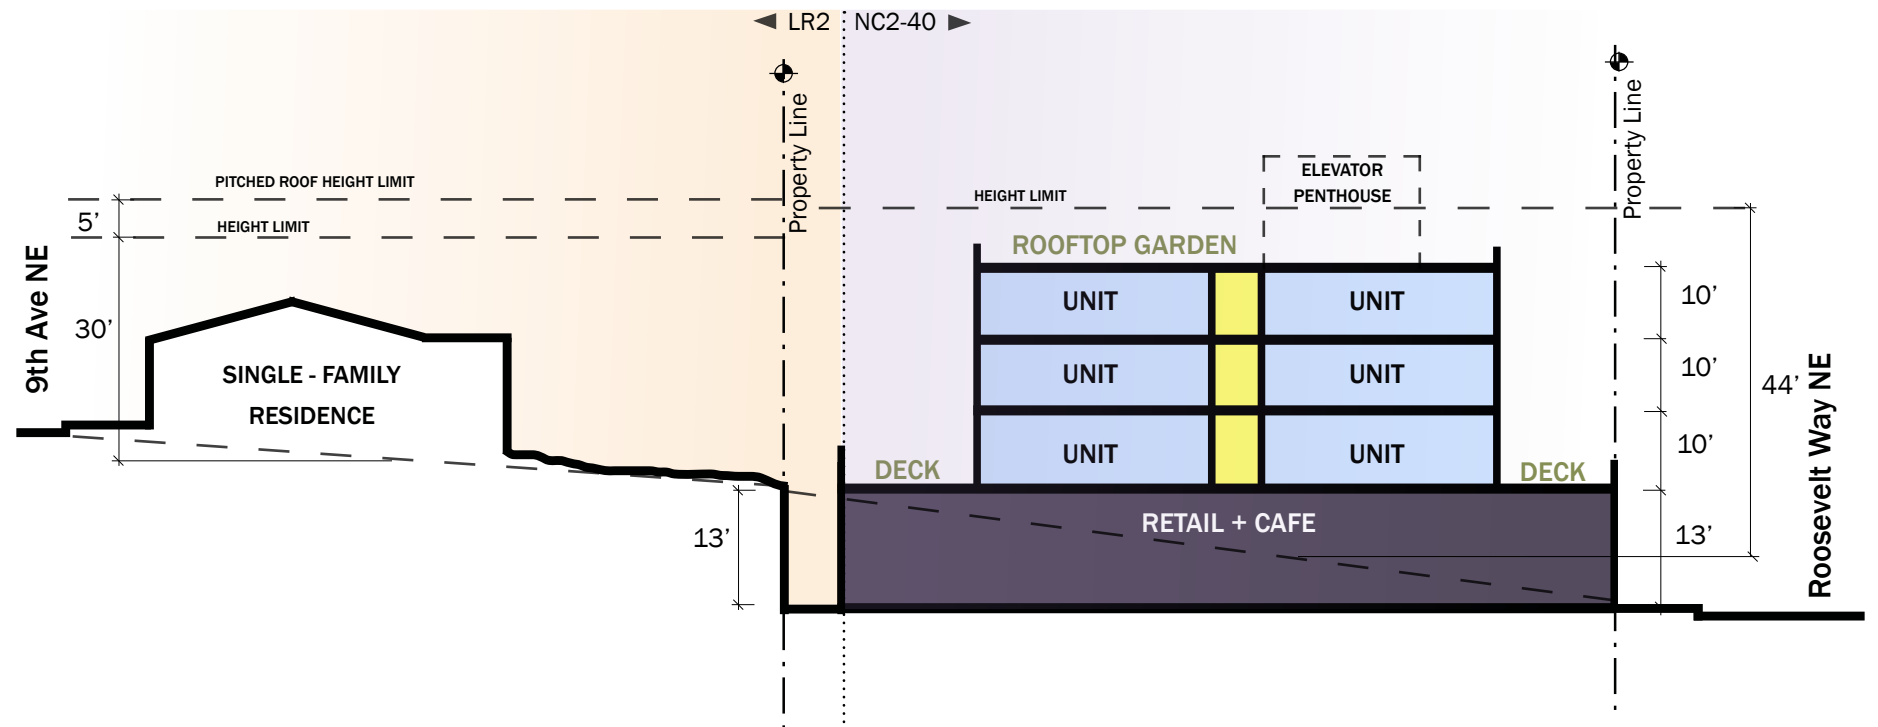 LR2
NC2-40
Property Line
Property Line
PITCHED ROOF HEIGHT LIMIT
5’
HEIGHT LIMIT
HEIGHT LIMIT
ELEVATOR
PENTHOUSE
ROOFTOP GARDEN
9th Ave NE
30’
SINGLE - FAMILY
RESIDENCE
UNIT
UNIT
10’
UNIT
UNIT
10’
44’
UNIT
UNIT
10’
DECK
DECK
13’
RETAIL + CAFE
13’
Roosevelt Way NE